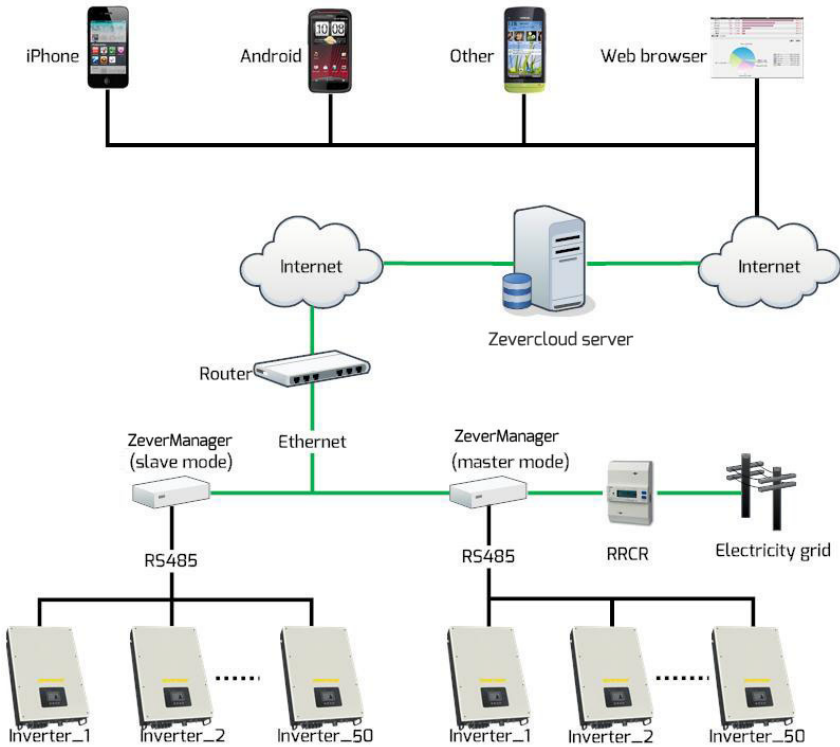 iPhone
Android
Other
Web browser
Internet
Internet
Zevercloud server
Router
ZeverManager
(slave mode)
Ethernet
ZeverManager
(master mode)
RS485
RS485
RRCR
Electricity grid
Inverter_1
Inverter_2
Inverter_50
Inverter_1
Inverter_2
Inverter_50